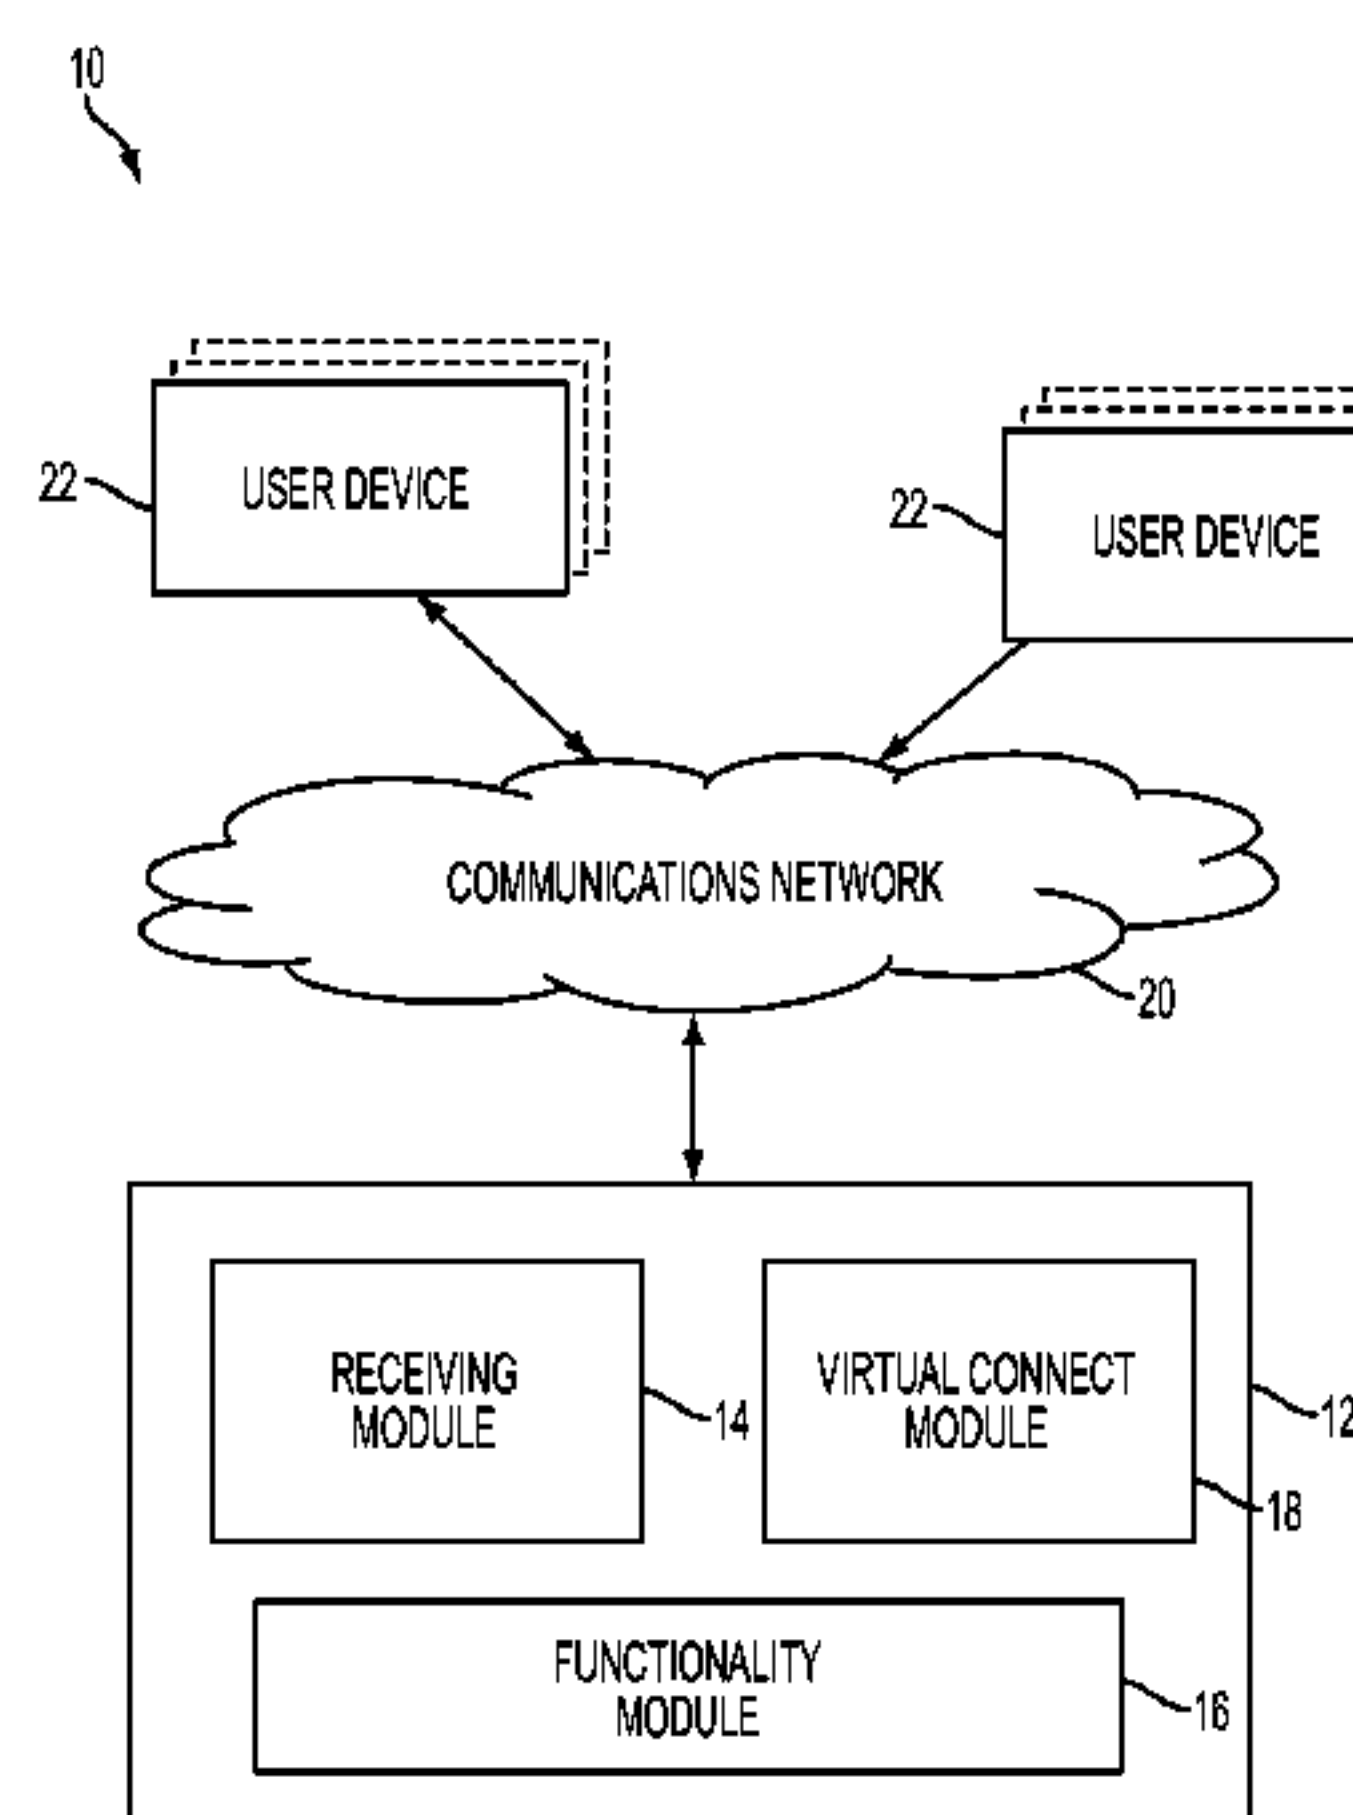 10
22
USER DEVICE
22
USER DEVICE
COMMUNICATIONS NETWORK
20
RECEIVING
MODULE
14
VIRTUAL CONNECT
MODULE
12
18
FUNCTIONALITY
MODULE
16